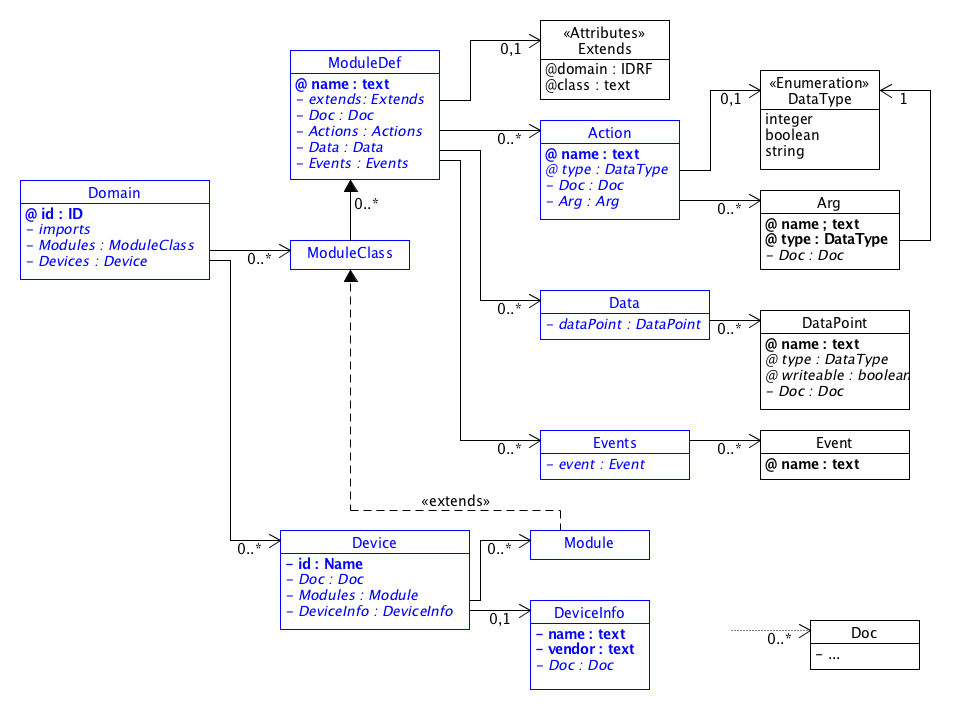 «Attributes»
Extends
@domain : IDRF
@class : text
ModuleDef
@ name : text
- extends: Extends
- Doc : Doc
- Actions : Actions
- Data : Data
- Events : Events
0,1
«Enumeration»
DataType
integer
boolean
string
0,1
1
Action
@ name : text
@ type : DataType
- Doc : Doc
- Arg : Arg
0..*
Domain
@ id : ID
- imports
- Modules : ModuleClass
- Devices : Device
0..*
Arg
@ name ; text
@ type : DataType
- Doc : Doc
0..*
ModuleClass
0..*
Data
- dataPoint : DataPoint
0..*
DataPoint
@ name : text
@ type : DataType
@ writeable : boolean
- Doc : Doc
0..*
Events
- event : Event
0..*
Event
@ name : text
0..*
«extends»
Device
- id : Name
- Doc : Doc
- Modules : Module
- DeviceInfo : DeviceInfo
0..*
Module
0..*
DeviceInfo
- name : text
- vendor : text
- Doc : Doc
0,1
Doc
- ...
0..*